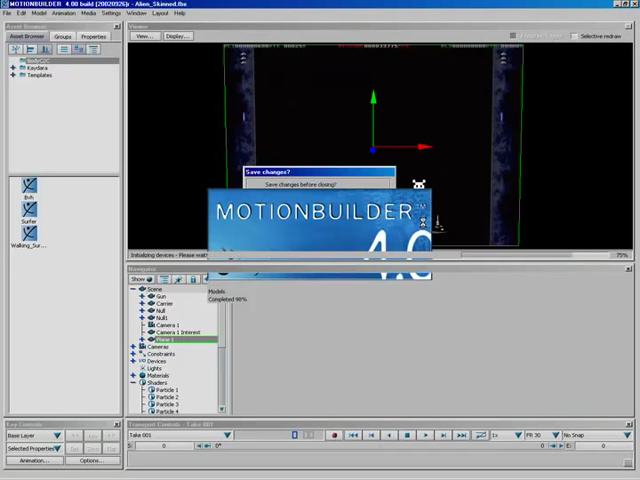 MOTIONBUILDER 4.00 build (20020926)r - Alien_Skinned.fbx
File Edit Model Animation Media Settings Window Layout Help
Asset Browser
Asset Browser Groups Properties
Kaydara
Templates
Bvh
Surfer
Walking_Sur...
Viewer
View... Display...
Selective redraw
Save changes?
Save changes before closing?
MOTIONBUILDER
4.0
Initializing devices - Please wait
75%
Models
Completed 98%
Navigator
Show
Scene
Gun
Carrier
Null
Null1
Camera 1
Camera 1 Interest
Plane 1
Cameras
Constraints
Devices
Lights
Materials
Shaders
Particle 1
Particle 2
Particle 3
Particle 4
Key Controls
Base Layer
Selected Properties
Animation... Options...
Transport Controls - Take 001
Take 001
1x
FR 30
No Snap
S: 0
0*
0
E: 0